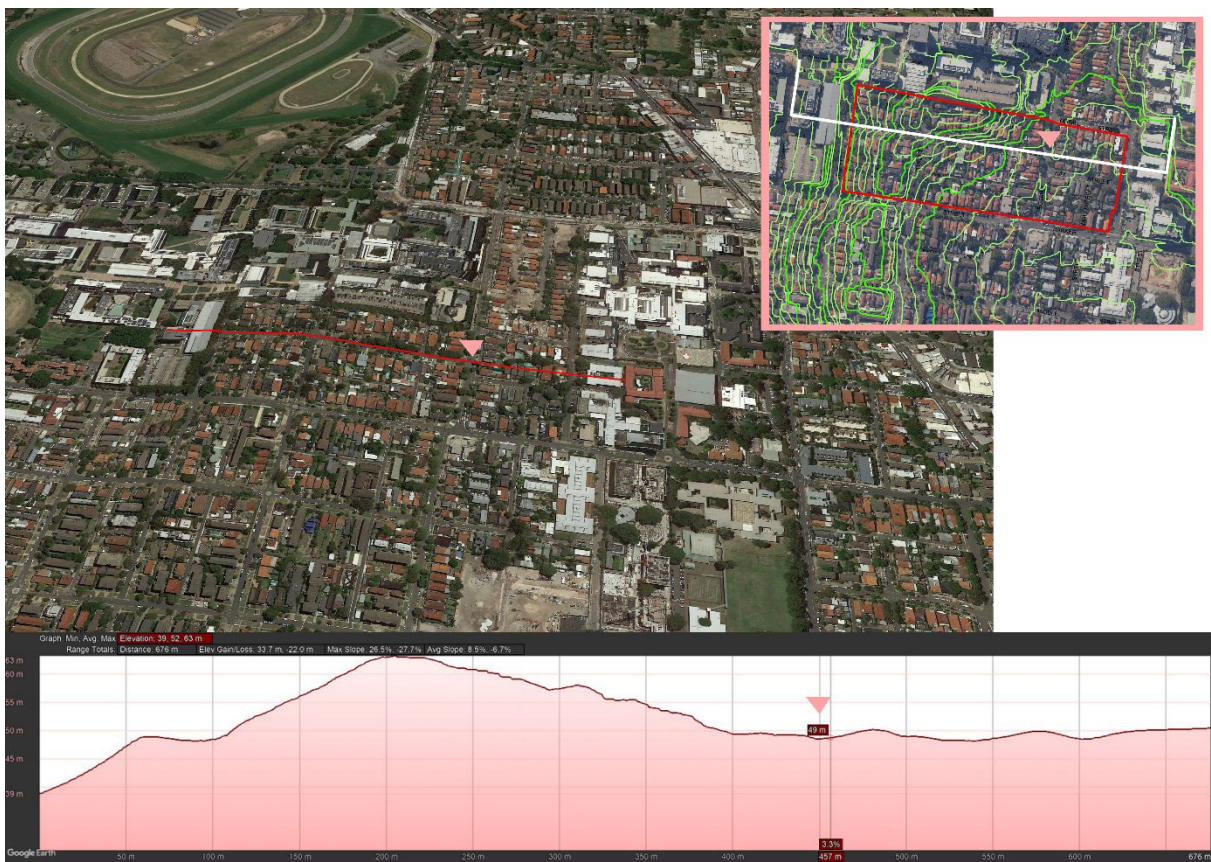 Graph: Min, Avg, Max Elevation: 39, 52, 63 m
Range Totals: Distance: 676 m Elev Gain/Loss: 33.7 m, -22.0 m Max Slope: 26.5%, -27.7% Avg Slope: 8.5%, -6.7%
63 m
60 m
55 m
50 m
45 m
39 m
49 m
3.3%
Google Earth
50 m 100 m 150 m 200 m 250 m 300 m 350 m 400 m 457 m 500 m 550 m 600 m 676 m